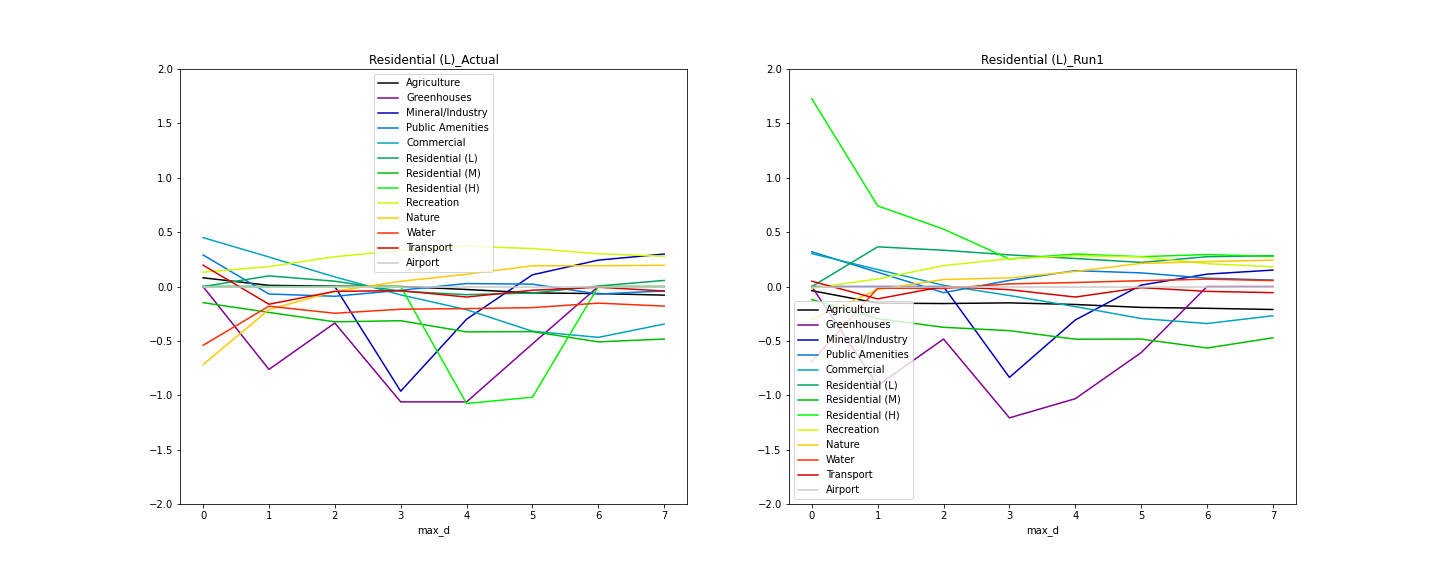 Residential (L)_Actual
2.0
1.5
1.0
0.5
0.0
−0.5
−1.0
−1.5
−2.0
Agriculture
Greenhouses
Mineral/Industry
Public Amenities
Commercial
Residential (L)
Residential (M)
Residential (H)
Recreation
Nature
Water
Transport
Airport
0 1 2 3 4 5 6 7
max_d
Residential (L)_Run1
2.0
1.5
1.0
0.5
0.0
−0.5
−1.0
−1.5
−2.0
Agriculture
Greenhouses
Mineral/Industry
Public Amenities
Commercial
Residential (L)
Residential (M)
Residential (H)
Recreation
Nature
Water
Transport
Airport
0 1 2 3 4 5 6 7
max_d